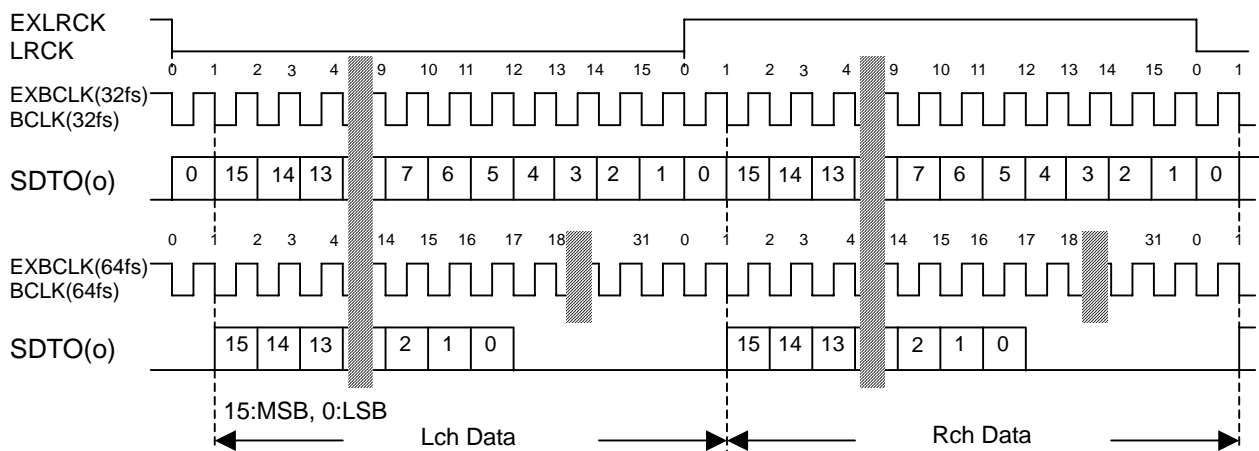 EXLRCK
LRCK
0 1 2 3 4 9 10 11 12 13 14 15 0 1 2 3 4 9 10 11 12 13 14 15 0 1
EXBCLK(32fs)
BCLK(32fs)
SDTO(o) 0 15 14 13 7 6 5 4 3 2 1 0 15 14 13 7 6 5 4 3 2 1 0
0 1 2 3 4 14 15 16 17 18 31 0 1 2 3 4 14 15 16 17 18 31 0 1
EXBCLK(64fs)
BCLK(64fs)
SDTO(o) 15 14 13 2 1 0 15 14 13 2 1 0
15:MSB, 0:LSB
Lch Data Rch Data